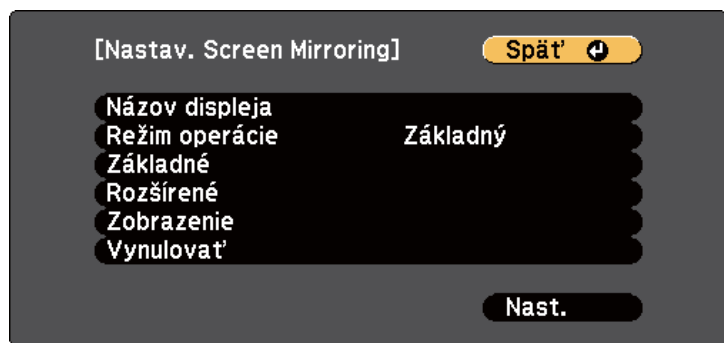 [Nastav. Screen Mirroring] Späť
Názov displeja
Režim operácie Základný
Základné
Rozšírené
Zobrazenie
Vynulovať
Nast.